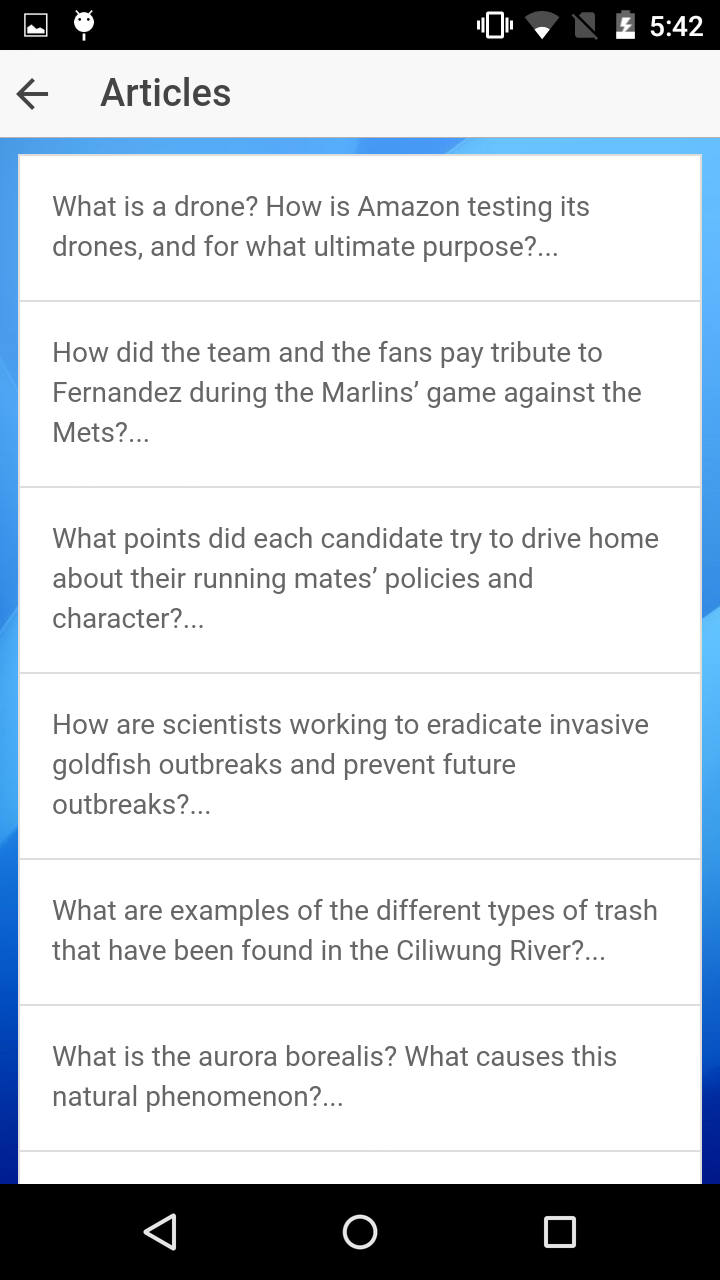 5:42
Articles
What is a drone? How is Amazon testing its
drones, and for what ultimate purpose?...
How did the team and the fans pay tribute to
Fernandez during the Marlins’ game against the
Mets?...
What points did each candidate try to drive home
about their running mates’ policies and
character?...
How are scientists working to eradicate invasive
goldfish outbreaks and prevent future
outbreaks?...
What are examples of the different types of trash
that have been found in the Ciliwung River?...
What is the aurora borealis? What causes this
natural phenomenon?...